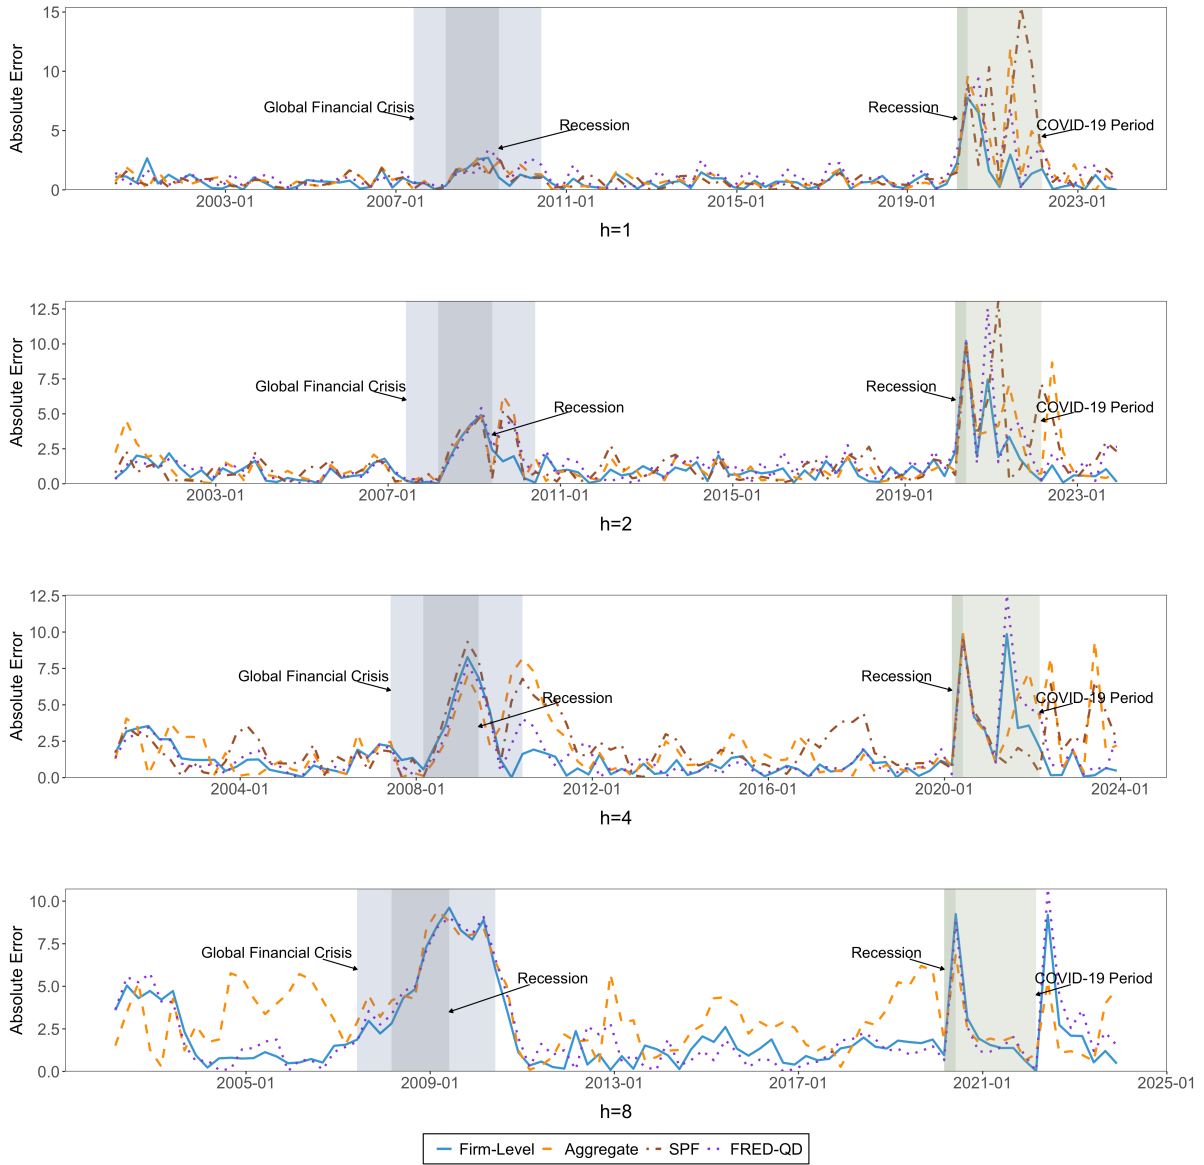 15
10
5
0
Absolute Error
Global Financial Crisis
Recession
Recession
COVID-19 Period
2003-01 2007-01 2011-01 2015-01 2019-01 2023-01
h=1
12.5
10.0
7.5
5.0
2.5
0.0
Absolute Error
Global Financial Crisis
Recession
Recession
COVID-19 Period
2003-01 2007-01 2011-01 2015-01 2019-01 2023-01
h=2
12.5
10.0
7.5
5.0
2.5
0.0
Absolute Error
Global Financial Crisis
Recession
Recession
COVID-19 Period
2004-01 2008-01 2012-01 2016-01 2020-01 2024-01
h=4
10.0
7.5
5.0
2.5
0.0
Absolute Error
Global Financial Crisis
Recession
Recession
COVID-19 Period
2005-01 2009-01 2013-01 2017-01 2021-01 2025-01
h=8
Firm-Level Aggregate SPF FRED-QD